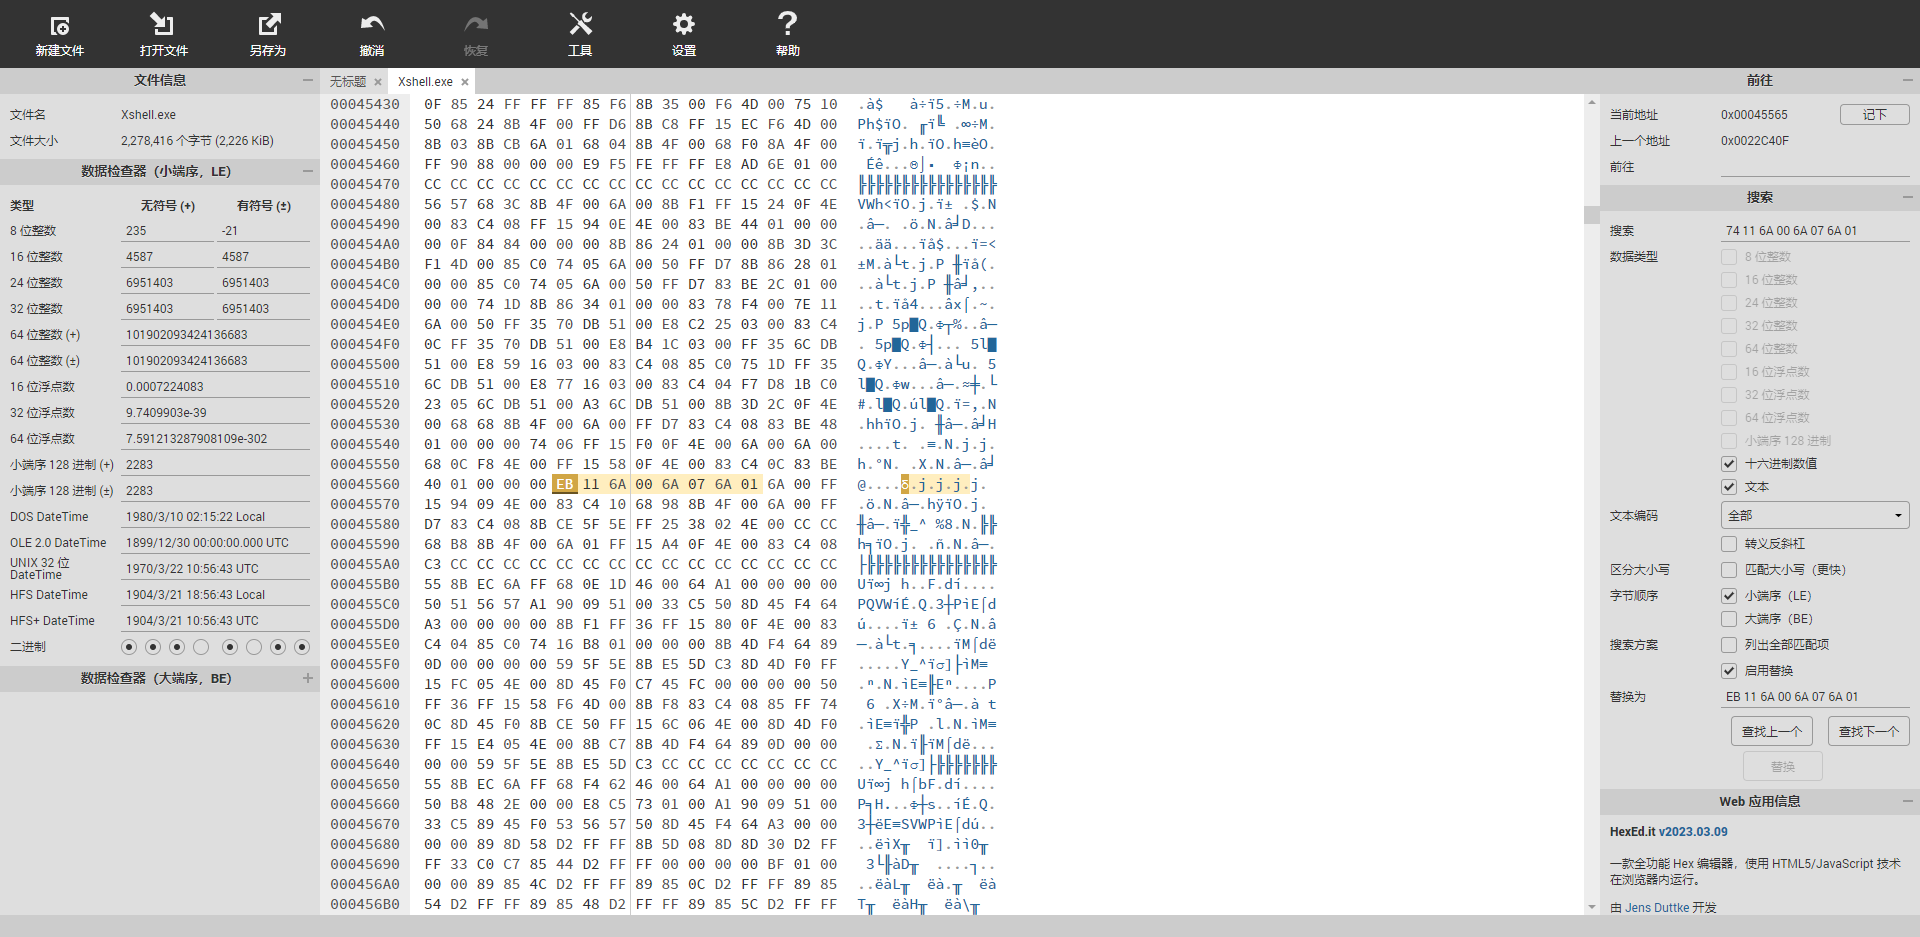 新建文件 打开文件 另存为 撤消 恢复 工具 设置 帮助
文件信息
文件名 Xshell.exe
文件大小 2,278,416 个字节 (2,226 KiB)
数据检查器（小端序，LE）
类型 无符号 (+) 有符号 (±)
8 位整数 235 -21
16 位整数 4587 4587
24 位整数 6951403 6951403
32 位整数 6951403 6951403
64 位整数 (+) 101902093424136683
64 位整数 (±) 101902093424136683
16 位浮点数 0.0007224083
32 位浮点数 9.7409903e-39
64 位浮点数 7.591213287908109e-302
小端序 128 进制 (+) 2283
小端序 128 进制 (±) 2283
DOS DateTime 1980/3/10 02:15:22 Local
OLE 2.0 DateTime 1899/12/30 00:00:00.000 UTC
UNIX 32 位 DateTime 1970/3/22 10:56:43 UTC
HFS DateTime 1904/3/21 18:56:43 Local
HFS+ DateTime 1904/3/21 10:56:43 UTC
二进制
数据检查器（大端序，BE）
无标题 × Xshell.exe ×
00045430 0F 85 24 FF FF FF 85 F6 8B 35 00 F6 4D 00 75 10
00045440 50 68 24 8B 4F 00 FF D6 8B C8 FF 15 EC F6 4D 00
00045450 8B 03 8B CB 6A 01 68 04 8B 4F 00 68 F0 8A 4F 00
00045460 FF 90 88 00 00 00 E9 F5 FE FF FF E8 AD 6E 01 00
00045470 CC CC CC CC CC CC CC CC CC CC CC CC CC CC CC CC
00045480 56 57 68 3C 8B 4F 00 6A 00 8B F1 FF 15 24 0F 4E
00045490 00 83 C4 08 FF 15 94 0E 4E 00 83 BE 44 01 00 00
000454A0 00 0F 84 84 00 00 00 8B 86 24 01 00 00 8B 3D 3C
000454B0 F1 4D 00 85 C0 74 05 6A 00 50 FF D7 8B 86 28 01
000454C0 00 00 85 C0 74 05 6A 00 50 FF D7 83 BE 2C 01 00
000454D0 00 00 74 1D 8B 86 34 01 00 00 83 78 F4 00 7E 11
000454E0 6A 00 50 FF 35 70 DB 51 00 E8 C2 25 03 00 83 C4
000454F0 0C FF 35 70 DB 51 00 E8 B4 1C 03 00 FF 35 6C DB
00045500 51 00 E8 59 16 03 00 83 C4 08 85 C0 75 1D FF 35
00045510 6C DB 51 00 E8 77 16 03 00 83 C4 04 F7 D8 1B C0
00045520 23 05 6C DB 51 00 A3 6C DB 51 00 8B 3D 2C 0F 4E
00045530 00 68 68 8B 4F 00 6A 00 FF D7 83 C4 08 83 BE 48
00045540 01 00 00 00 74 06 FF 15 F0 0F 4E 00 6A 00 6A 00
00045550 68 0C F8 4E 00 FF 15 58 0F 4E 00 83 C4 0C 83 BE
00045560 40 01 00 00 00 EB 11 6A 00 6A 07 6A 01 6A 00 FF
00045570 15 94 09 4E 00 83 C4 10 68 98 8B 4F 00 6A 00 FF
00045580 D7 83 C4 08 8B CE 5F 5E FF 25 38 02 4E 00 CC CC
00045590 68 B8 8B 4F 00 6A 01 FF 15 A4 0F 4E 00 83 C4 08
000455A0 C3 CC CC CC CC CC CC CC CC CC CC CC CC CC CC CC
000455B0 55 8B EC 6A FF 68 0E 1D 46 00 64 A1 00 00 00 00
000455C0 50 51 56 57 A1 90 09 51 00 33 C5 50 8D 45 F4 64
000455D0 A3 00 00 00 00 8B F1 FF 36 FF 15 80 0F 4E 00 83
000455E0 C4 04 85 C0 74 16 B8 01 00 00 00 8B 4D F4 64 89
000455F0 0D 00 00 00 00 59 5F 5E 8B E5 5D C3 8D 4D F0 FF
00045600 15 FC 05 4E 00 8D 45 F0 C7 45 FC 00 00 00 00 50
00045610 FF 36 FF 15 58 F6 4D 00 8B F8 83 C4 08 85 FF 74
00045620 0C 8D 45 F0 8B CE 50 FF 15 6C 06 4E 00 8D 4D F0
00045630 FF 15 E4 05 4E 00 8B C7 8B 4D F4 64 89 0D 00 00
00045640 00 00 59 5F 5E 8B E5 5D C3 CC CC CC CC CC CC CC
00045650 55 8B EC 6A FF 68 F4 62 46 00 64 A1 00 00 00 00
00045660 50 B8 48 2E 00 00 E8 C5 73 01 00 A1 90 09 51 00
00045670 33 C5 89 45 F0 53 56 57 50 8D 45 F4 64 A3 00 00
00045680 00 00 89 8D 58 D2 FF FF 8B 5D 08 8D 8D 30 D2 FF
00045690 FF 33 C0 C7 85 44 D2 FF FF 00 00 00 00 BF 01 00
000456A0 00 00 89 85 4C D2 FF FF 89 85 0C D2 FF FF 89 85
000456B0 54 D2 FF FF 89 85 48 D2 FF FF 89 85 5C D2 FF FF
前往
当前地址 0x00045565 记下
上一个地址 0x0022C40F
前往
搜索
搜索 74 11 6A 00 6A 07 6A 01
数据类型 8 位整数
16 位整数
24 位整数
32 位整数
64 位整数
16 位浮点数
32 位浮点数
64 位浮点数
小端序 128 进制
十六进制数值
文本
文本编码 全部
转义反斜杠
区分大小写 匹配大小写（更快）
字节顺序 小端序（LE）
大端序（BE）
搜索方案 列出全部匹配项
启用替换
替换为 EB 11 6A 00 6A 07 6A 01
查找上一个 查找下一个
替换
Web 应用信息
HexEd.it v2023.03.09
一款全功能 Hex 编辑器，使用 HTML5/JavaScript 技术
在浏览器内运行。
由 Jens Duttke 开发